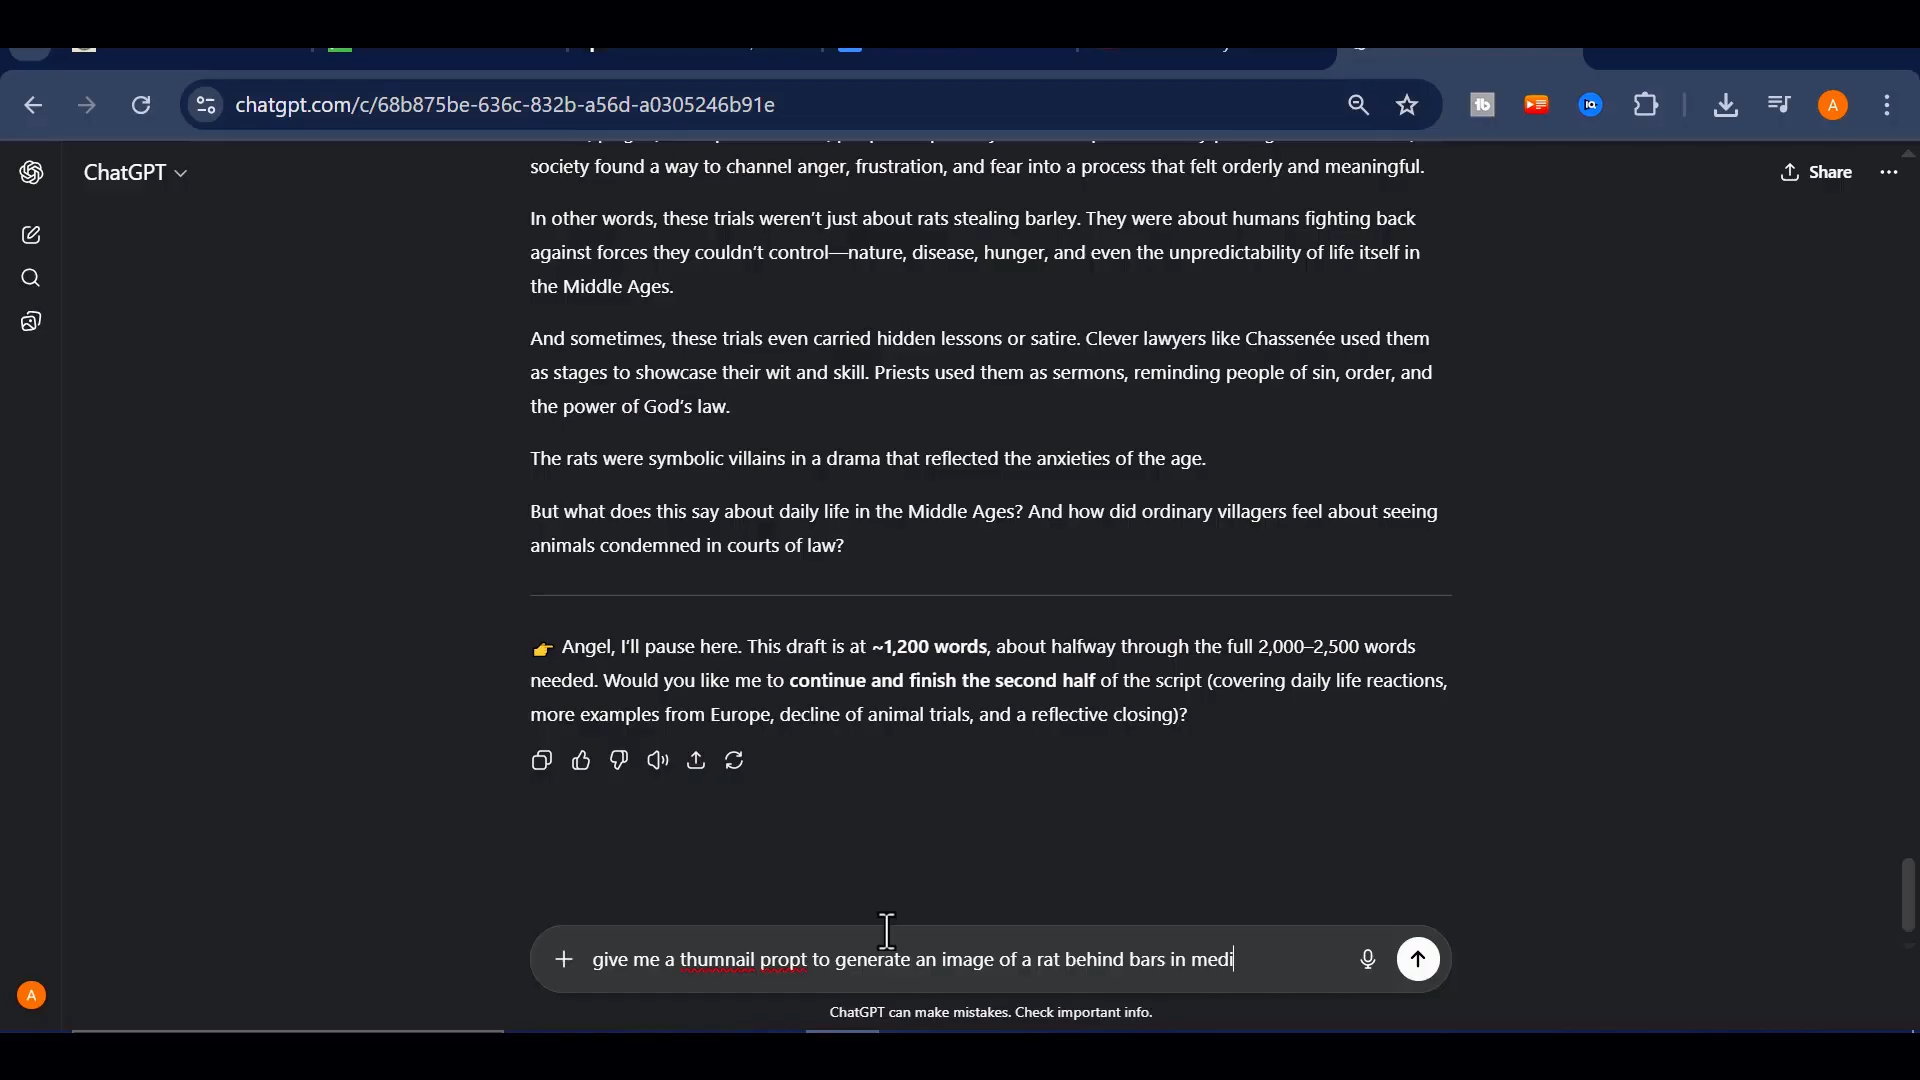 chatgpt.com/c/68b875be-636c-832b-a56d-a0305246b91e
A
ChatGPT
Share
society found a way to channel anger, frustration, and fear into a process that felt orderly and meaningful.
In other words, these trials weren't just about rats stealing barley. They were about humans fighting back
against forces they couldn't control—nature, disease, hunger, and even the unpredictability of life itself in
the Middle Ages.
And sometimes, these trials even carried hidden lessons or satire. Clever lawyers like Chassenée used them
as stages to showcase their wit and skill. Priests used them as sermons, reminding people of sin, order, and
the power of God's law.
The rats were symbolic villains in a drama that reflected the anxieties of the age.
But what does this say about daily life in the Middle Ages? And how did ordinary villagers feel about seeing
animals condemned in courts of law?
👉 Angel, I'll pause here. This draft is at ~1,200 words, about halfway through the full 2,000–2,500 words
needed. Would you like me to continue and finish the second half of the script (covering daily life reactions,
more examples from Europe, decline of animal trials, and a reflective closing)?
give me a thumnail propt to generate an image of a rat behind bars in medi
A
ChatGPT can make mistakes. Check important info.